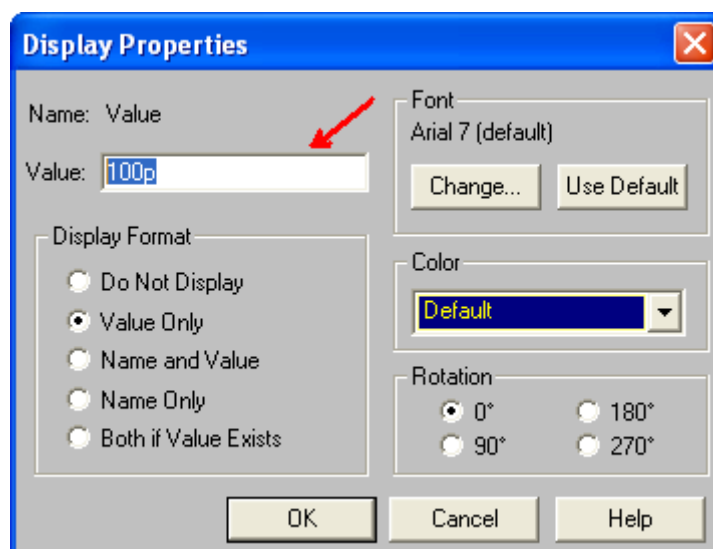 Display Properties
Name: Value
Value: 100p
Display Format
Do Not Display
Value Only
Name and Value
Name Only
Both if Value Exists
Font
Arial 7 (default)
Change...
Use Default
Color
Default
Rotation
0°
180°
90°
270°
OK
Cancel
Help